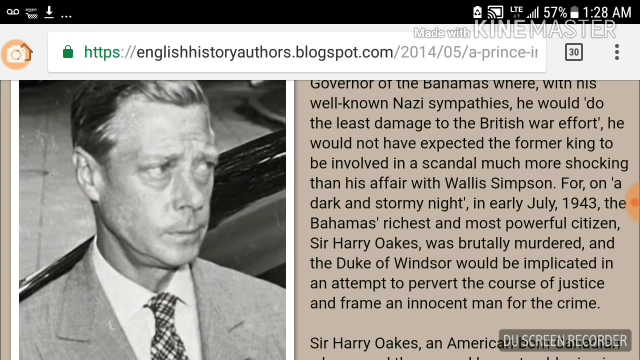 LTE 57% 1:28 AM
Made with KINEMASTER
https://englishhistoryauthors.blogspot.com/2014/05/a-prince-in
30
Governor of the Bahamas where, with his
well-known Nazi sympathies, he would 'do
the least damage to the British war effort', he
would not have expected the former king to
be involved in a scandal much more shocking
than his affair with Wallis Simpson. For, on 'a
dark and stormy night', in early July, 1943, the
Bahamas' richest and most powerful citizen,
Sir Harry Oakes, was brutally murdered, and
the Duke of Windsor would be implicated in
an attempt to pervert the course of justice
and frame an innocent man for the crime.
DU SCREEN RECORDER
Sir Harry Oakes, an American born Canadian